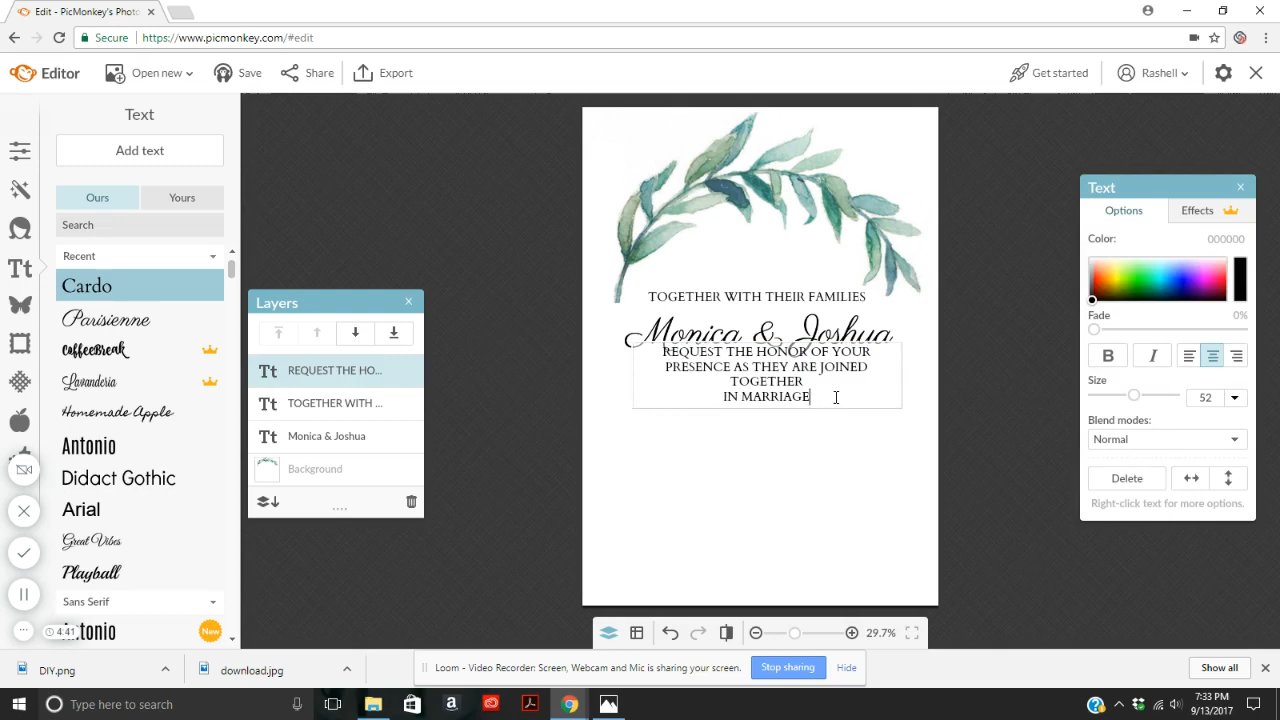 Edit - PicMonkey's Phot
Secure https://www.picmonkey.com/#edit
Editor Open new Save Share Export Get started Rashell
Text
Add text
Ours Yours
Search
Recent
Cardo
Parisienne
CoffeeBreak
Lavanderia
Homemade Apple
Antonio
Didact Gothic
Arial
Great Vibes
Playball
Sans Serif
Antonio New
4:41
Layers
Tt REQUEST THE HO...
Tt TOGETHER WITH ...
Tt Monica & Joshua
Background
TOGETHER WITH THEIR FAMILIES
Monica & Joshua
REQUEST THE HONOR OF YOUR
PRESENCE AS THEY ARE JOINED
TOGETHER
IN MARRIAGE
Text
Options Effects
Color: 000000
Fade 0%
B I
Size
52
Blend modes:
Normal
Delete
Right-click text for more options.
29.7%
DIY.png download.jpg
Loom - Video Recorder: Screen, Webcam and Mic is sharing your screen. Stop sharing Hide
Show all
Type here to search
7:33 PM
9/13/2017